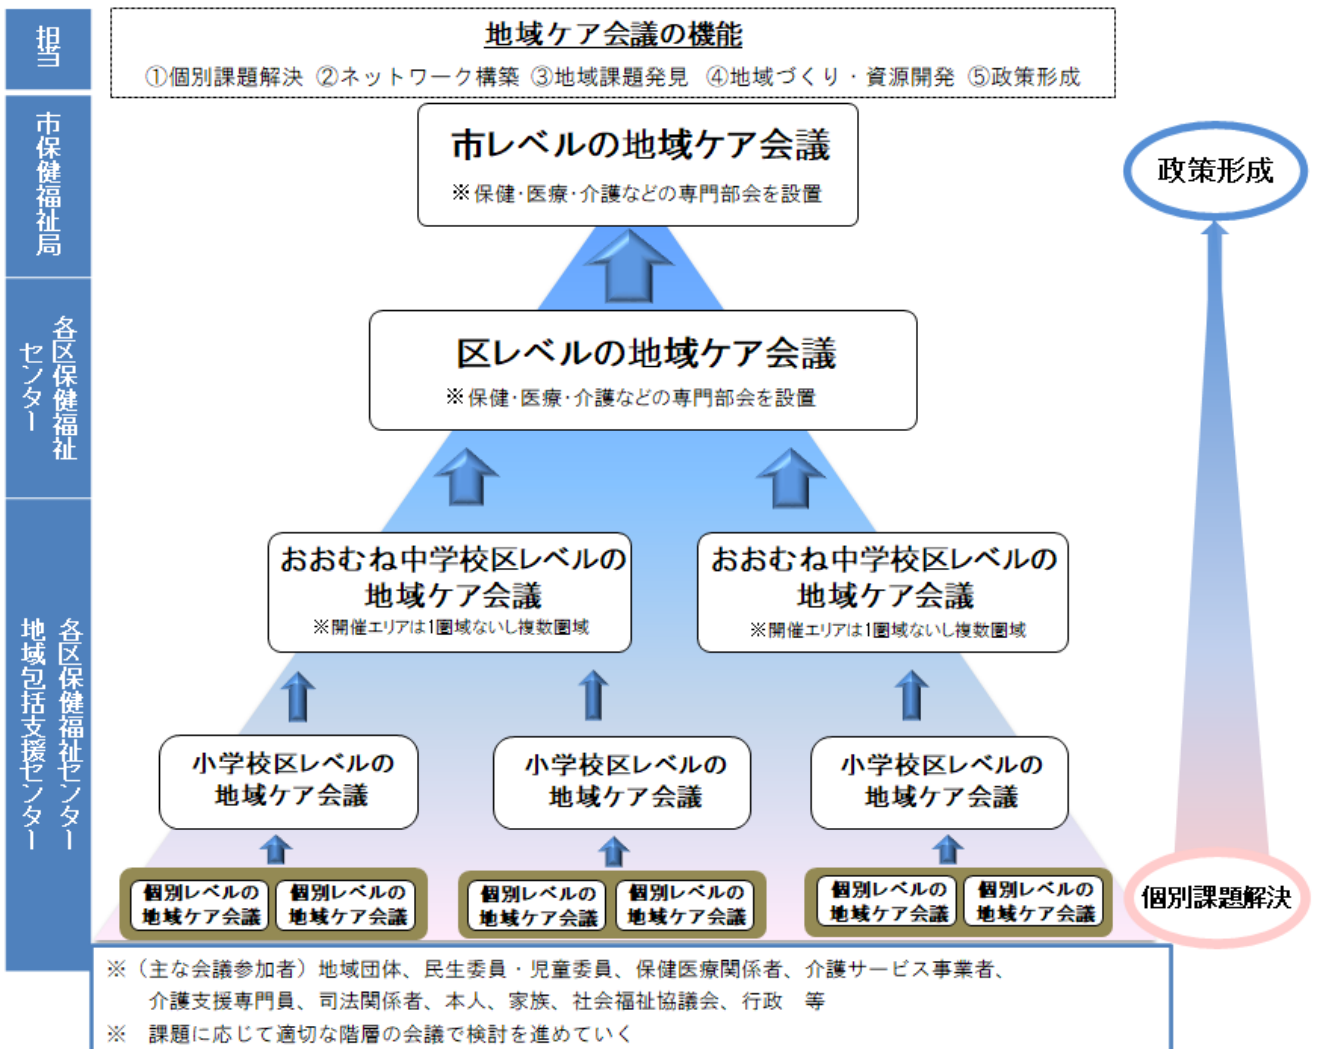 担当
地域ケア会議の機能
①個別課題解決 ②ネットワーク構築 ③地域課題発見 ④地域づくり・資源開発 ⑤政策形成
市保健福祉局
市レベルの地域ケア会議
※保健・医療・介護などの専門部会を設置
政策形成
各区保健福祉
センター
区レベルの地域ケア会議
※保健・医療・介護などの専門部会を設置
各区保健福祉センター
地域包括支援センター
おおむね中学校区レベルの
地域ケア会議
※開催エリアは1圏域ないし複数圏域
おおむね中学校区レベルの
地域ケア会議
※開催エリアは1圏域ないし複数圏域
小学校区レベルの
地域ケア会議
小学校区レベルの
地域ケア会議
小学校区レベルの
地域ケア会議
個別レベルの
地域ケア会議
個別レベルの
地域ケア会議
個別レベルの
地域ケア会議
個別レベルの
地域ケア会議
個別レベルの
地域ケア会議
個別レベルの
地域ケア会議
個別課題解決
※（主な会議参加者）地域団体、民生委員・児童委員、保健医療関係者、介護サービス事業者、
介護支援専門員、司法関係者、本人、家族、社会福祉協議会、行政　等
※　課題に応じて適切な階層の会議で検討を進めていく